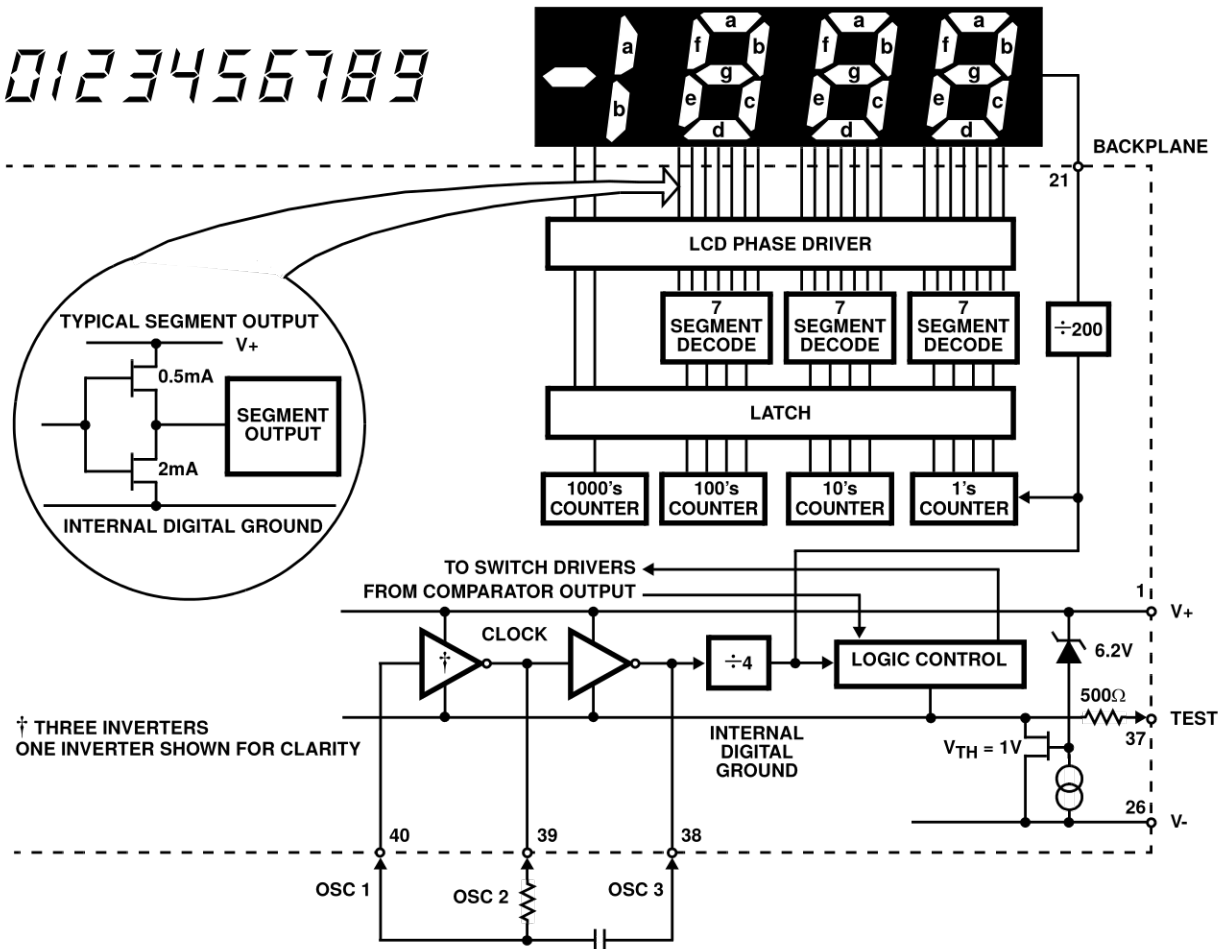 0123456789
a
b
a
f
b
g
e
c
d
a
f
b
g
e
c
d
a
f
b
g
e
c
d
BACKPLANE
21
LCD PHASE DRIVER
7
SEGMENT
DECODE
7
SEGMENT
DECODE
7
SEGMENT
DECODE
÷200
TYPICAL SEGMENT OUTPUT
V+
0.5mA
SEGMENT
OUTPUT
2mA
INTERNAL DIGITAL GROUND
LATCH
1000's
COUNTER
100's
COUNTER
10's
COUNTER
1's
COUNTER
TO SWITCH DRIVERS
FROM COMPARATOR OUTPUT
1
V+
CLOCK
†
÷4
LOGIC CONTROL
6.2V
500Ω
TEST
37
† THREE INVERTERS
ONE INVERTER SHOWN FOR CLARITY
INTERNAL
DIGITAL
GROUND
VTH = 1V
26
V-
40
39
38
OSC 1
OSC 2
OSC 3